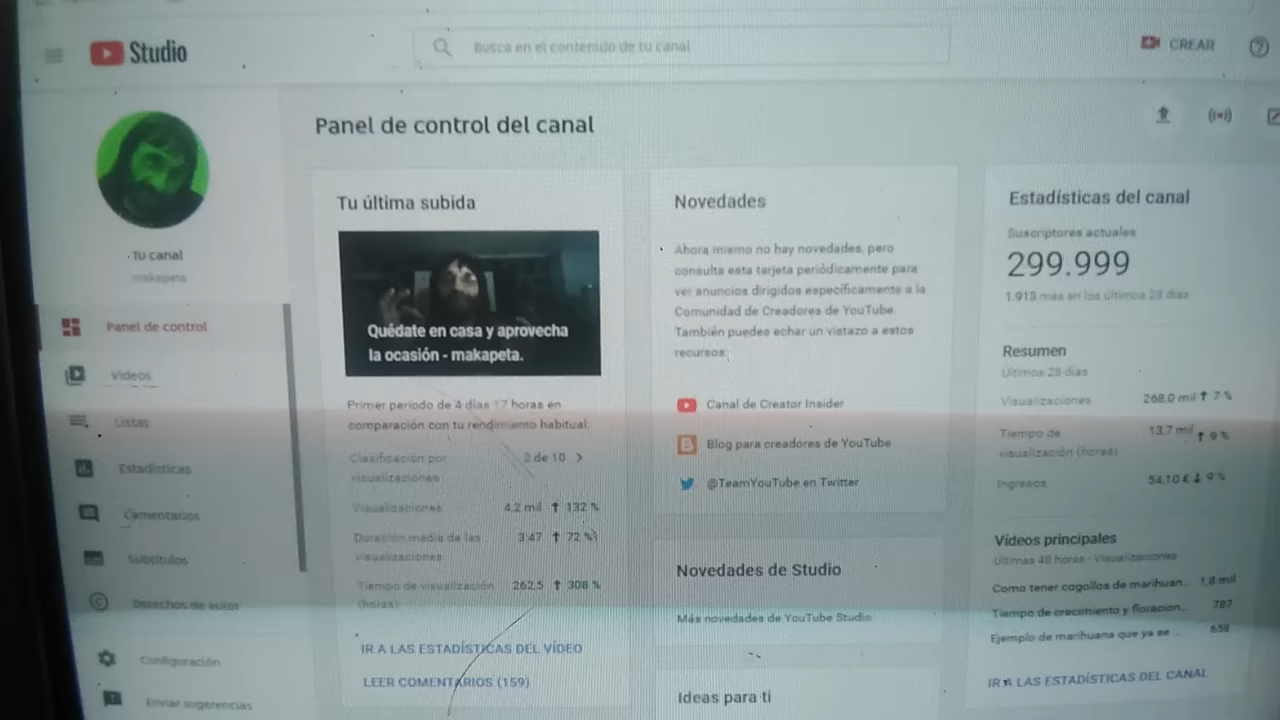 Studio
Busca en el contenido de tu canal
CREAR
Tu canal
makapeta
Panel de control
Vídeos
Listas
Estadísticas
Comentarios
Subtítulos
Derechos de autor
Configuración
Enviar sugerencias
Panel de control del canal
Tu última subida
Quédate en casa y aprovecha
la ocasión - makapeta.
Primer periodo de 4 días 17 horas en
comparación con tu rendimiento habitual:
Clasificación por
visualizaciones
2 de 10 >
Visualizaciones 4,2 mil ↑ 132 %
Duración media de las
visualizaciones
3:47 ↑ 72 %
Tiempo de visualización
(horas)
262,5 ↑ 308 %
IR A LAS ESTADÍSTICAS DEL VÍDEO
LEER COMENTARIOS (159)
Novedades
Ahora mismo no hay novedades, pero
consulta esta tarjeta periódicamente para
ver anuncios dirigidos específicamente a la
Comunidad de Creadores de YouTube.
También puedes echar un vistazo a estos
recursos:
Canal de Creator Insider
Blog para creadores de YouTube
@TeamYouTube en Twitter
Novedades de Studio
Más novedades de YouTube Studio
Ideas para ti
Estadísticas del canal
Suscriptores actuales
299.999
1.913 más en los últimos 28 días
Resumen
Últimos 28 días
Visualizaciones 268,0 mil ↑ 7 %
Tiempo de
visualización (horas)
13,7 mil ↑ 9 %
Ingresos 54,10 € ↓ 9 %
Vídeos principales
Últimas 48 horas · Visualizaciones
Como tener cogollos de marihuan... 1,8 mil
Tiempo de crecimiento y floracion... 787
Ejemplo de marihuana que ya se ...
IR A LAS ESTADÍSTICAS DEL CANAL